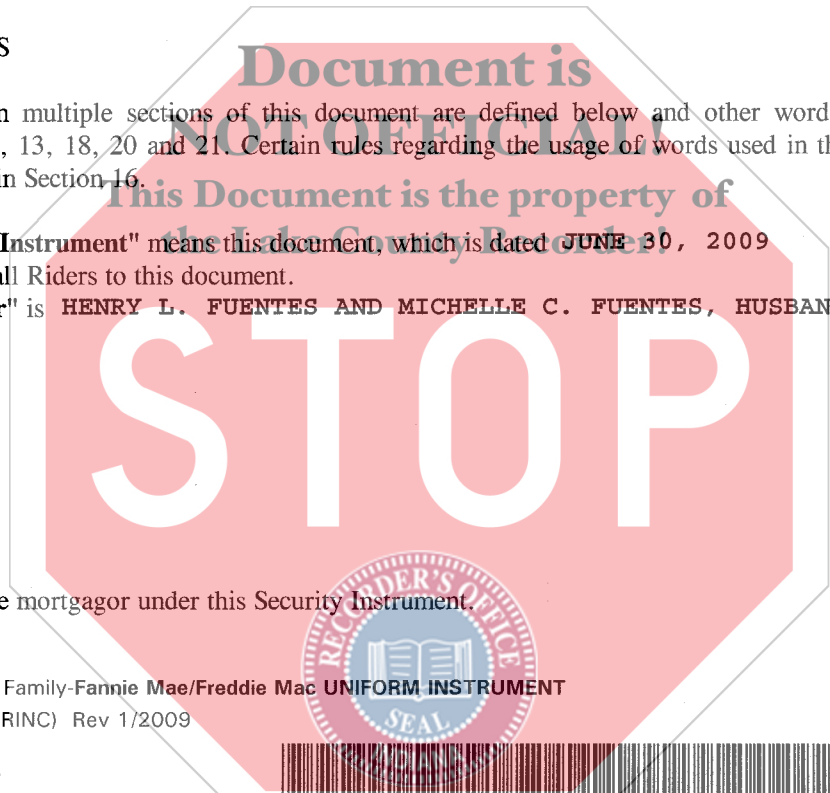 S
Document is
n multiple sections of this document are defined below and other word
NOT OFFICIAL!
, 13, 18, 20 and 21. Certain rules regarding the usage of words used in th
in Section 16.
This Document is the property of
the Lake County Recorder!
Instrument" means this document, which is dated JUNE 30, 2009
all Riders to this document.
r" is HENRY L. FUENTES AND MICHELLE C. FUENTES, HUSBAN
STOP
e mortgagor under this Security Instrument.
RECORDER'S OFFICE
SEAL
INDIANA
Family-Fannie Mae/Freddie Mac UNIFORM INSTRUMENT
RINC) Rev 1/2009